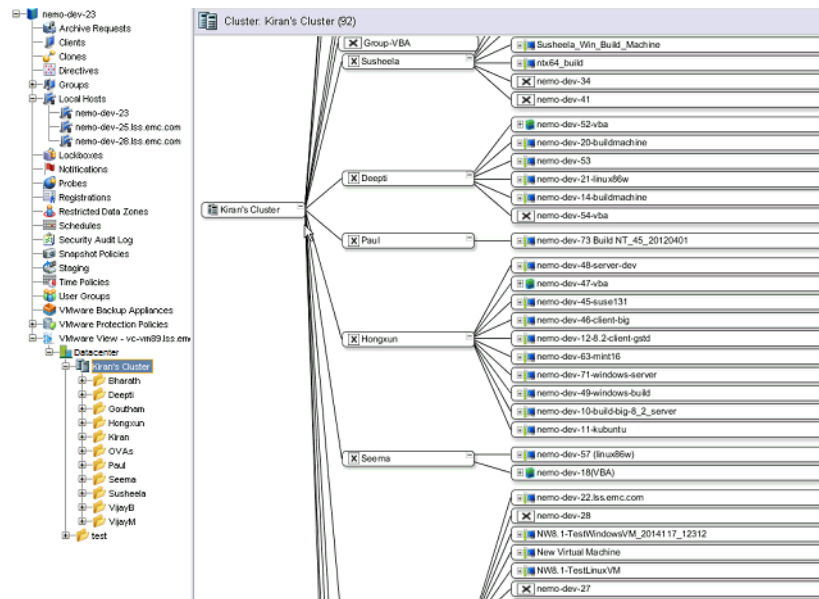 nemo-dev-23
Archive Requests
Clients
Clones
Directives
Groups
Local Hosts
nemo-dev-23
nemo-dev-25.lss.emc.com
nemo-dev-28.lss.emc.com
Lockboxes
Notifications
Probes
Registrations
Restricted Data Zones
Schedules
Security Audit Log
Snapshot Policies
Staging
Time Policies
User Groups
VMware Backup Appliances
VMware Protection Policies
VMware View - vc-vm89.lss.em
Datacenter
Kiran's Cluster
Bharath
Deepti
Goutham
Hongxun
Kiran
OVAs
Paul
Seema
Susheela
VijayB
VijayM
test
Cluster: Kiran's Cluster (92)
Kiran's Cluster
Group-VBA
Susheela
Susheela_Win_Build_Machine
ntx64_build
nemo-dev-34
nemo-dev-41
Deepti
nemo-dev-52-vba
nemo-dev-20-buildmachine
nemo-dev-53
nemo-dev-21-linux86w
nemo-dev-14-buildmachine
nemo-dev-54-vba
Paul
nemo-dev-73 Build NT_45_20120401
Hongxun
nemo-dev-48-server-dev
nemo-dev-47-vba
nemo-dev-45-suse131
nemo-dev-46-client-big
nemo-dev-12-8.2-client-gstd
nemo-dev-63-mint16
nemo-dev-71-windows-server
nemo-dev-49-windows-build
nemo-dev-10-build-big-8_2_server
nemo-dev-11-kubuntu
Seema
nemo-dev-57 (linux86w)
nemo-dev-18(VBA)
nemo-dev-22.lss.emc.com
nemo-dev-28
NW8.1-TestWindowsVM_2014117_12312
New Virtual Machine
NW8.1-TestLinuxVM
nemo-dev-27